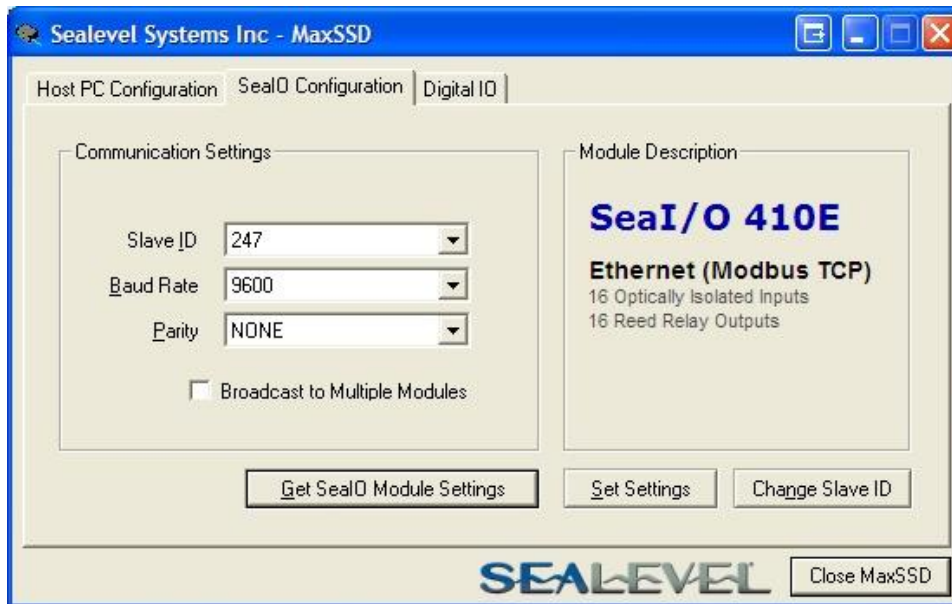 Sealevel Systems Inc - MaxSSD
Host PC Configuration
SeaIO Configuration
Digital IO
Communication Settings
Slave ID
247
Baud Rate
9600
Parity
NONE
Broadcast to Multiple Modules
Module Description
SeaI/O 410E
Ethernet (Modbus TCP)
16 Optically Isolated Inputs
16 Reed Relay Outputs
Get SeaIO Module Settings
Set Settings
Change Slave ID
SEALEVEL
Close MaxSSD